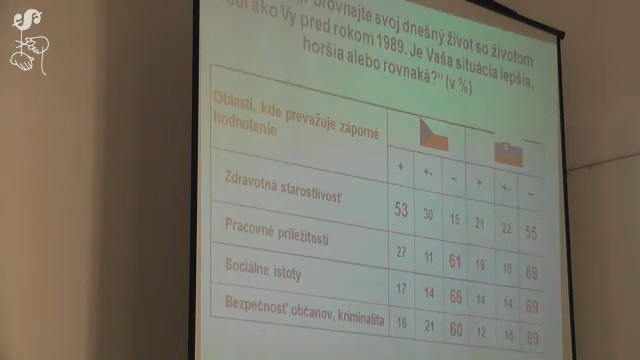 Porovnajte svoj dnešný život so životom
ľudí ako Vy pred rokom 1989. Je Vaša situácia lepšia,
horšia alebo rovnaká?“ (v %)
Oblasti, kde prevažuje záporné
hodnotenie
+ +- – + +- –
Zdravotná starostlivosť 53 30 15 21 22 55
Pracovné príležitosti 27 11 61 19 10 69
Sociálne istoty 17 14 66 14 14 69
Bezpečnosť občanov, kriminalita 16 21 60 12 16 69